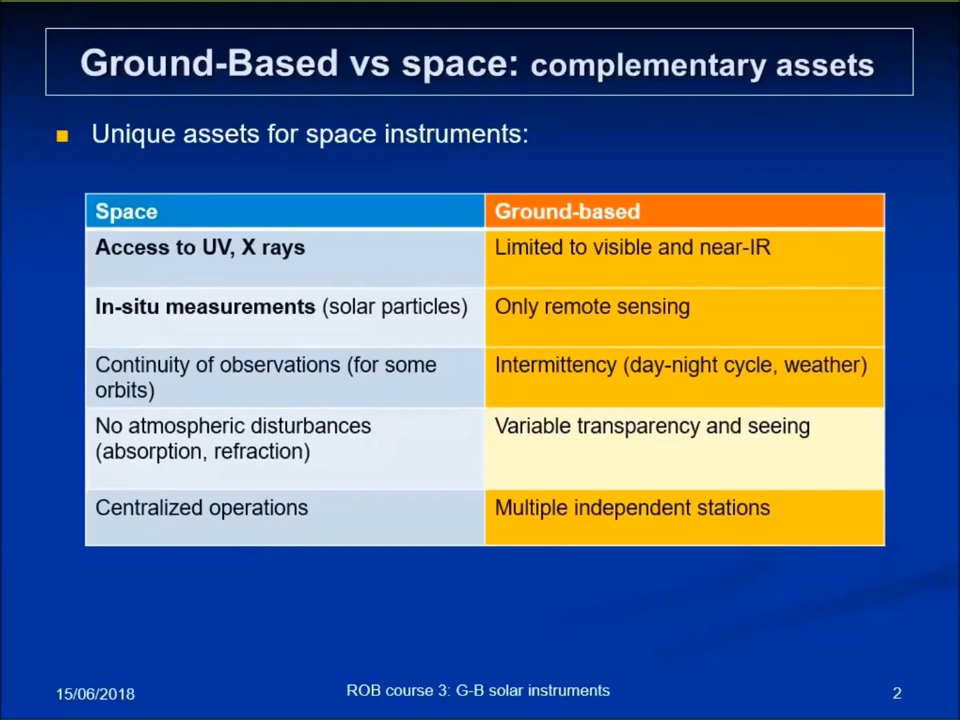 Ground-Based vs space: complementary assets
Unique assets for space instruments:
Space
Ground-based
Access to UV, X rays
Limited to visible and near-IR
In-situ measurements (solar particles)
Only remote sensing
Continuity of observations (for some
orbits)
Intermittency (day-night cycle, weather)
No atmospheric disturbances
(absorption, refraction)
Variable transparency and seeing
Centralized operations
Multiple independent stations
15/06/2018
ROB course 3: G-B solar instruments
2